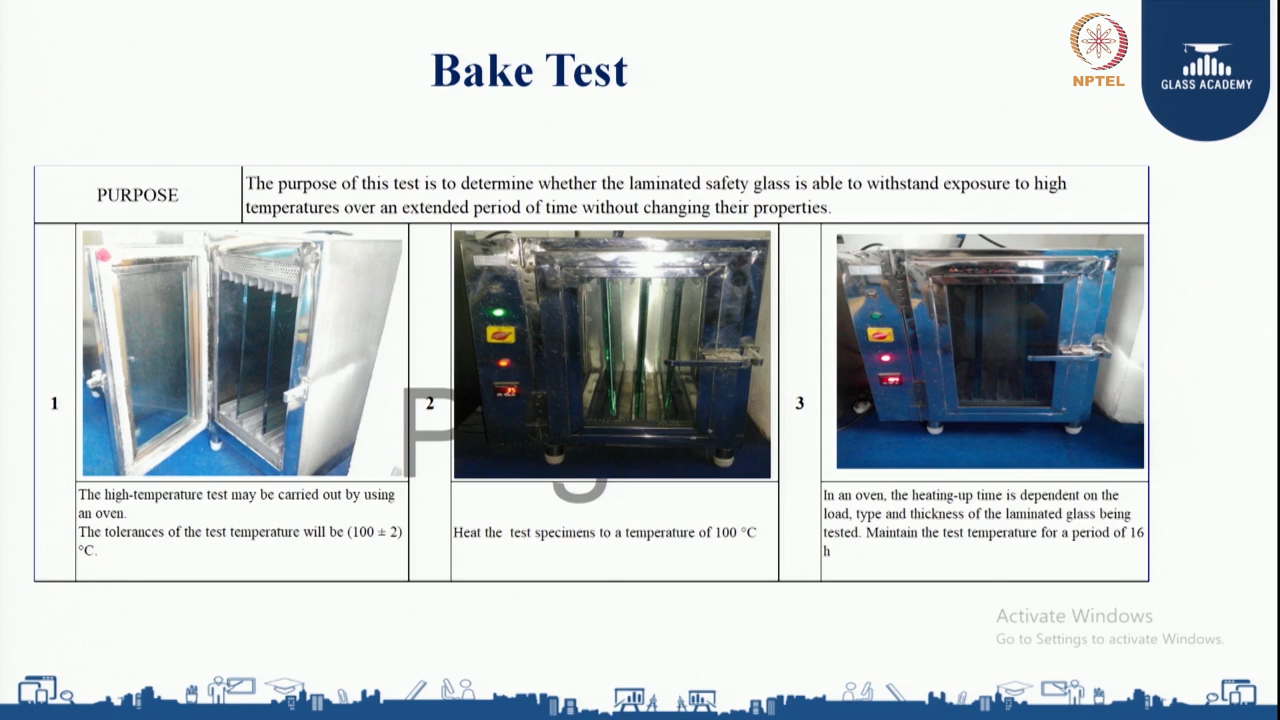 Bake Test
NPTEL
GLASS ACADEMY
PURPOSE
The purpose of this test is to determine whether the laminated safety glass is able to withstand exposure to high
temperatures over an extended period of time without changing their properties.
1
2
3
The high-temperature test may be carried out by using
an oven.
The tolerances of the test temperature will be (100 ± 2)
°C.
Heat the  test specimens to a temperature of 100 °C
In an oven, the heating-up time is dependent on the
load, type and thickness of the laminated glass being
tested. Maintain the test temperature for a period of 16
h
Activate Windows
Go to Settings to activate Windows.